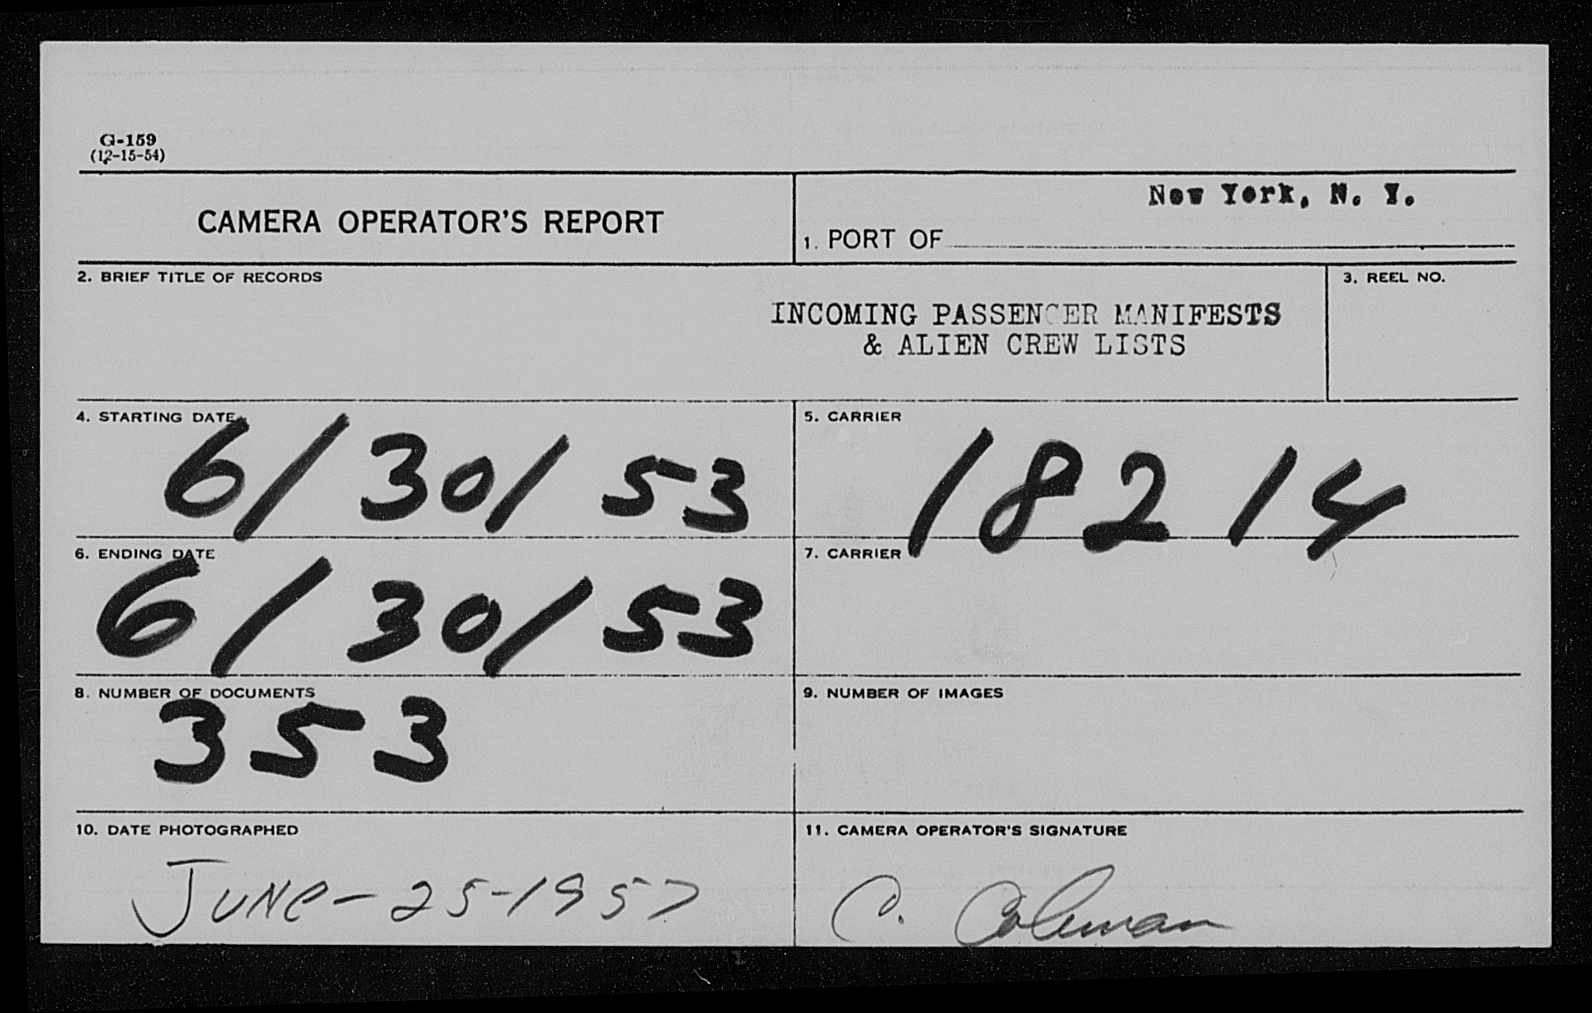 G-159
(12-15-54)
CAMERA OPERATOR'S REPORT
New York, N. Y.
1. PORT OF
2. BRIEF TITLE OF RECORDS
INCOMING PASSENGER MANIFESTS
& ALIEN CREW LISTS
3. REEL NO.
4. STARTING DATE
6/30/53
5. CARRIER
18214
6. ENDING DATE
6/30/53
7. CARRIER
8. NUMBER OF DOCUMENTS
353
9. NUMBER OF IMAGES
10. DATE PHOTOGRAPHED
JUNE-25-1957
11. CAMERA OPERATOR'S SIGNATURE
C. Coleman